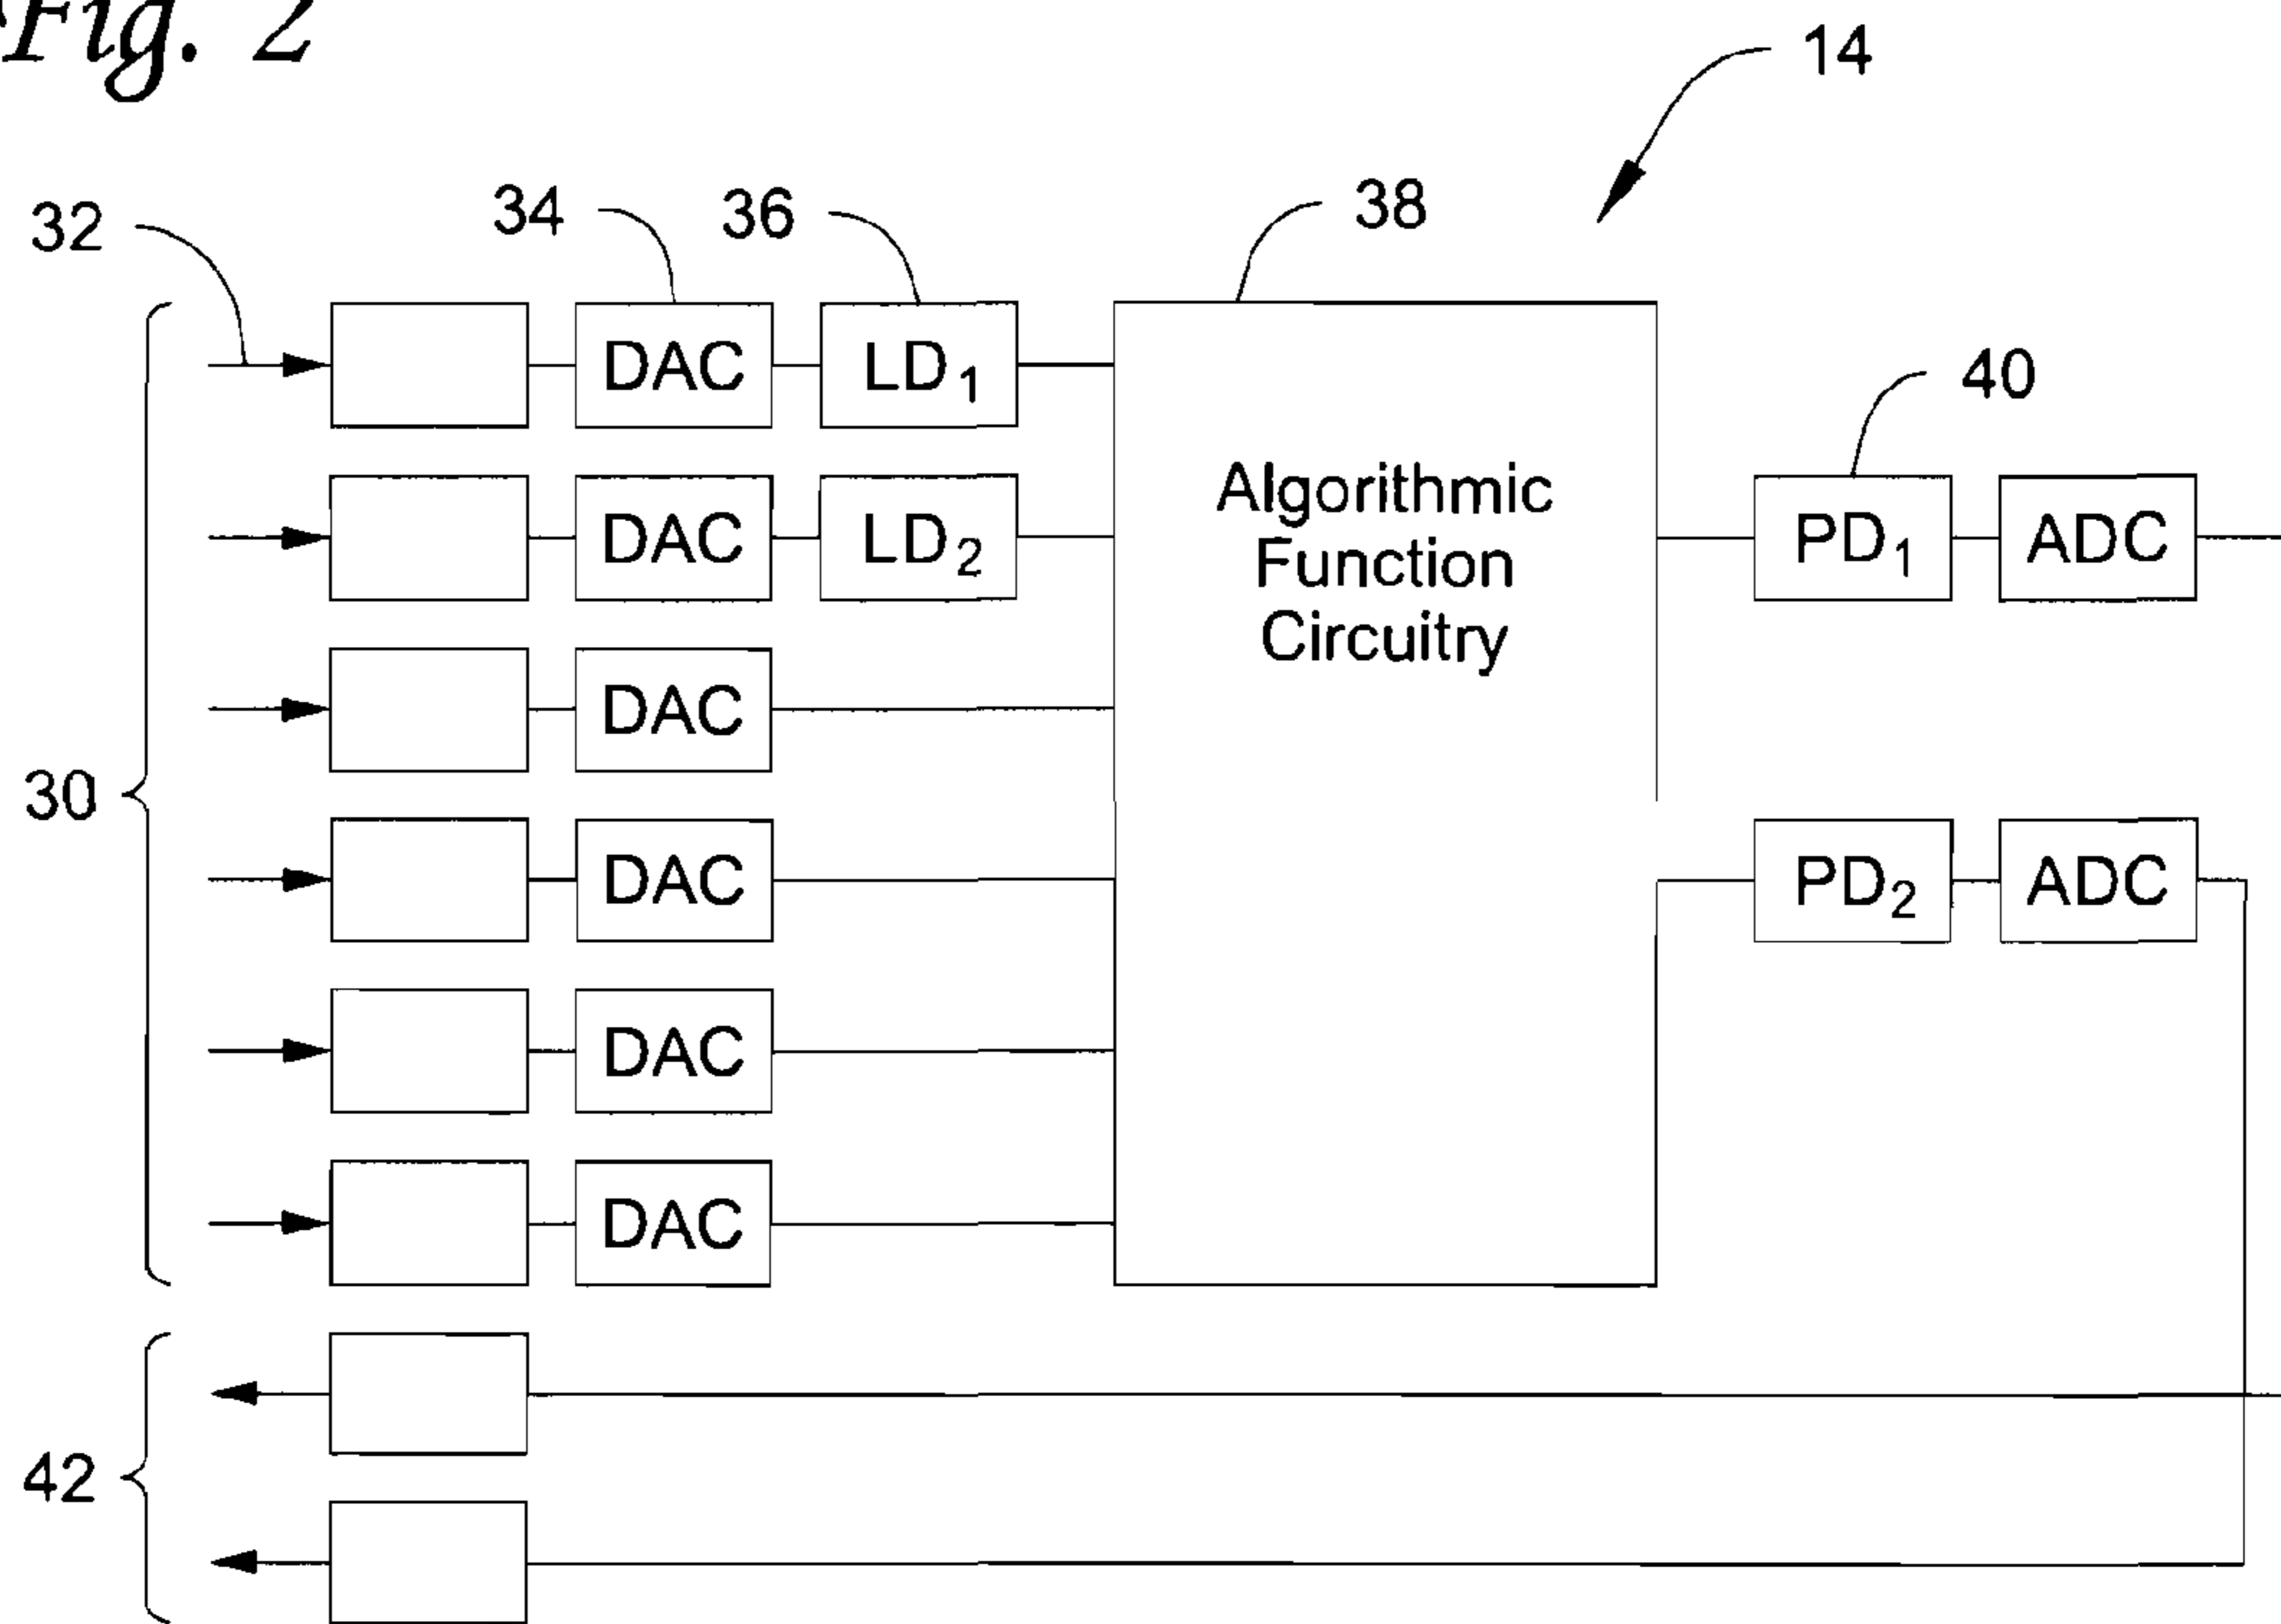 Fig. 2
14
32
34
36
38
DAC
LD1
40
Algorithmic
Function
Circuitry
DAC
LD2
PD1
ADC
DAC
30
DAC
PD2
ADC
DAC
DAC
42